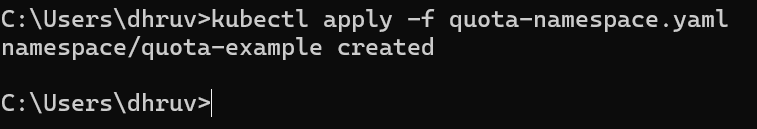 C:\Users\dhruv>kubectl apply -f quota-namespace.yaml
namespace/quota-example created
C:\Users\dhruv>